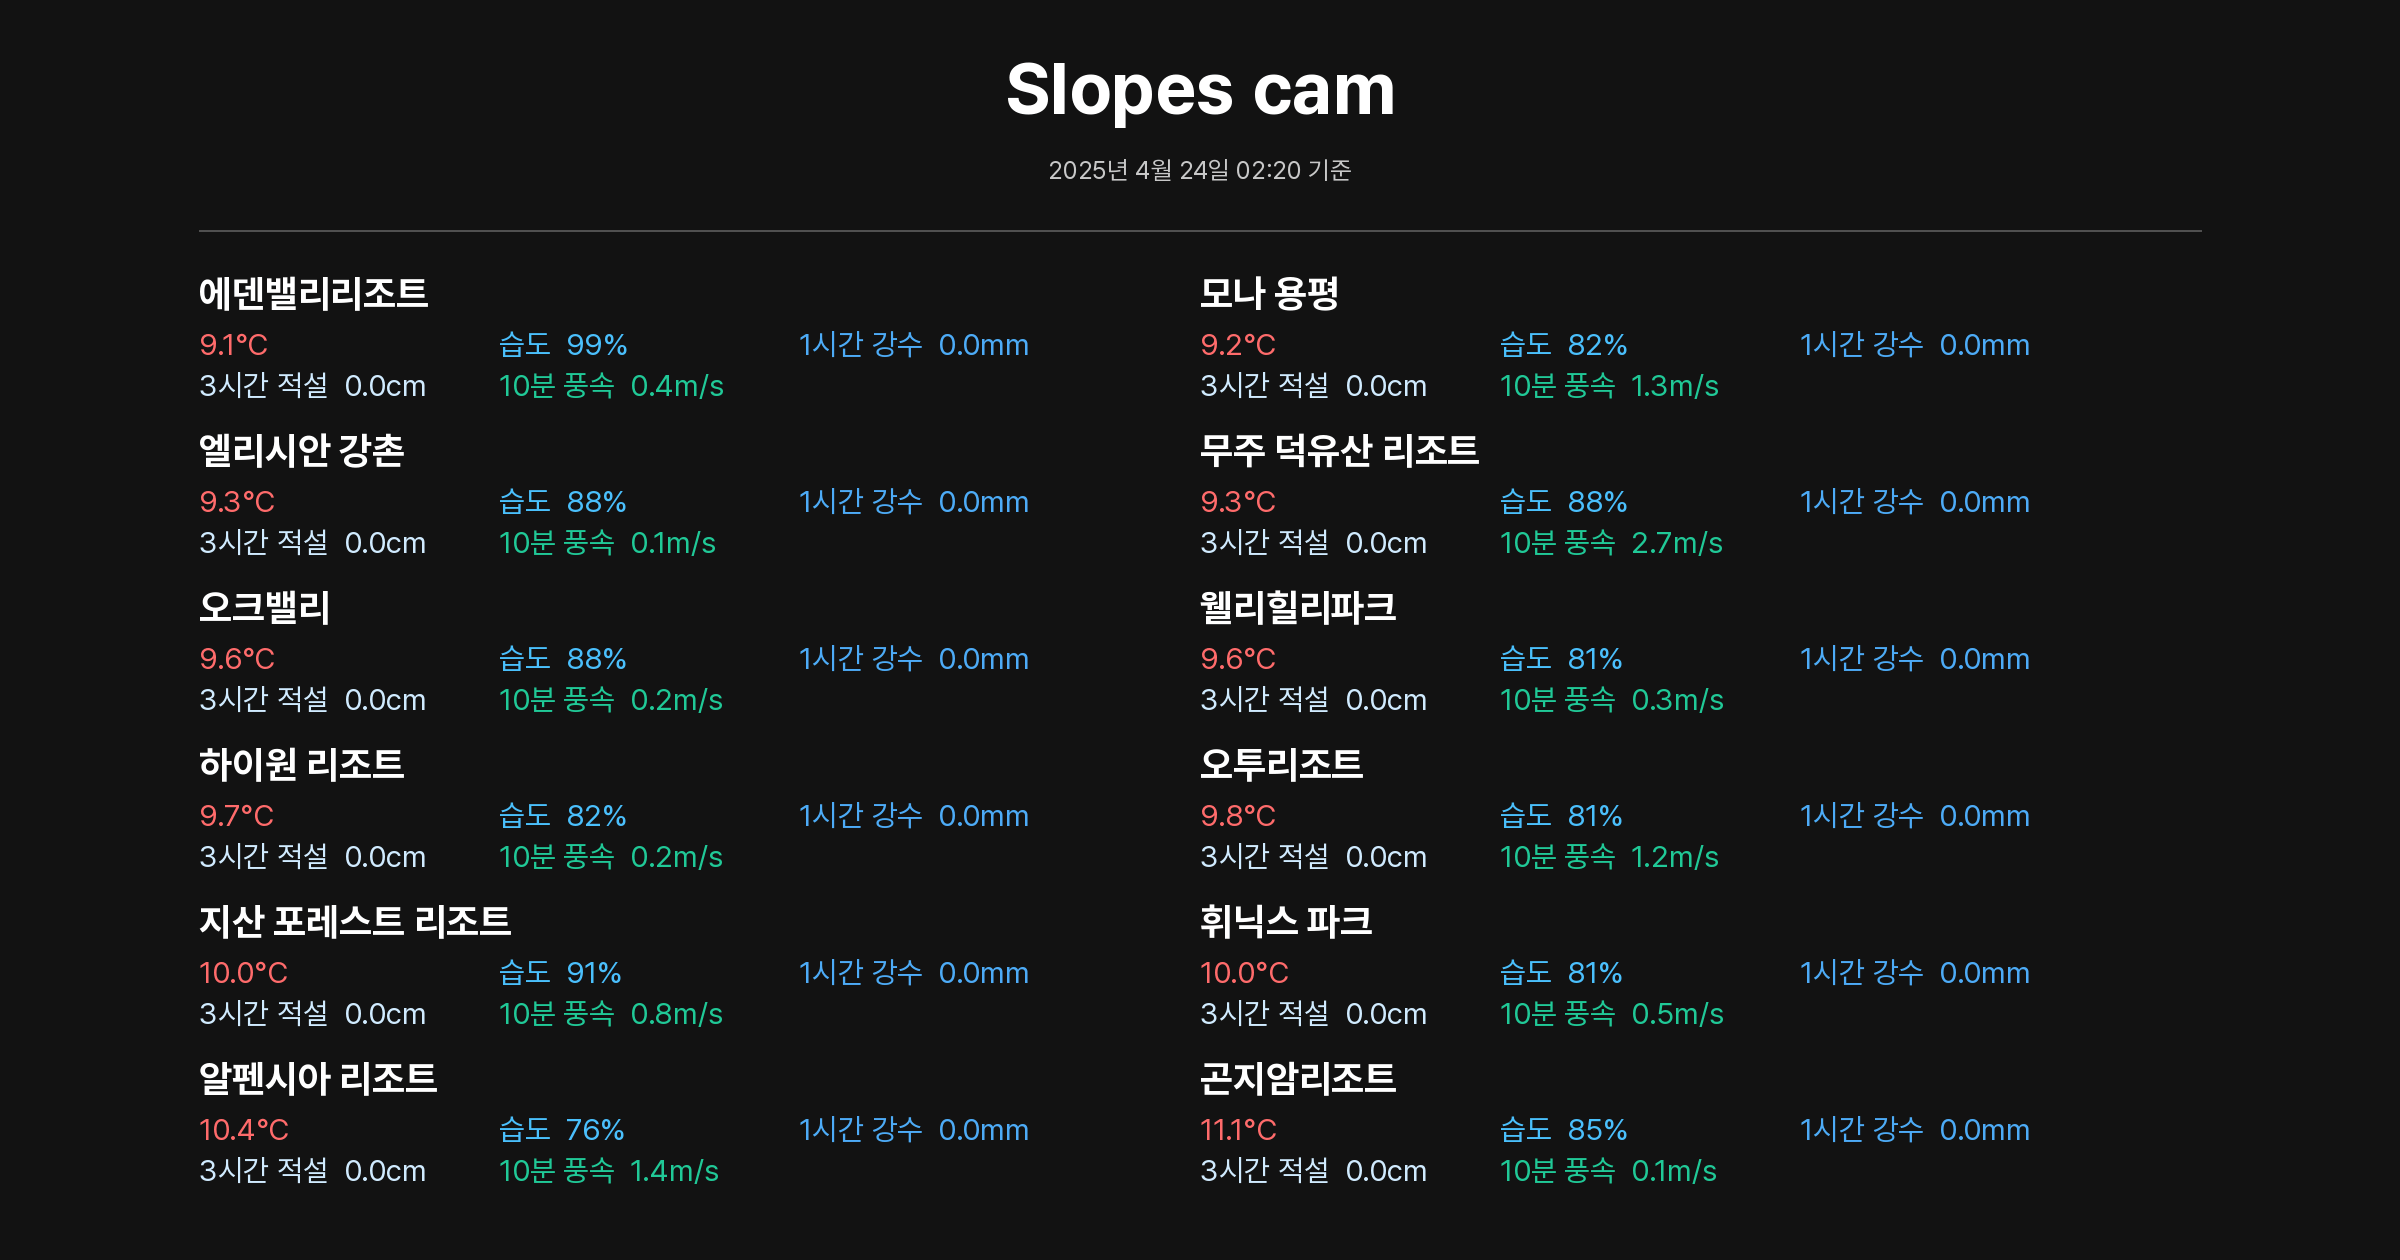 Slopes cam
2025년 4월 24일 02:20 기준
에덴밸리리조트
9.1°C 습도 99% 1시간 강수 0.0mm
3시간 적설 0.0cm 10분 풍속 0.4m/s
모나 용평
9.2°C 습도 82% 1시간 강수 0.0mm
3시간 적설 0.0cm 10분 풍속 1.3m/s
엘리시안 강촌
9.3°C 습도 88% 1시간 강수 0.0mm
3시간 적설 0.0cm 10분 풍속 0.1m/s
무주 덕유산 리조트
9.3°C 습도 88% 1시간 강수 0.0mm
3시간 적설 0.0cm 10분 풍속 2.7m/s
오크밸리
9.6°C 습도 88% 1시간 강수 0.0mm
3시간 적설 0.0cm 10분 풍속 0.2m/s
웰리힐리파크
9.6°C 습도 81% 1시간 강수 0.0mm
3시간 적설 0.0cm 10분 풍속 0.3m/s
하이원 리조트
9.7°C 습도 82% 1시간 강수 0.0mm
3시간 적설 0.0cm 10분 풍속 0.2m/s
오투리조트
9.8°C 습도 81% 1시간 강수 0.0mm
3시간 적설 0.0cm 10분 풍속 1.2m/s
지산 포레스트 리조트
10.0°C 습도 91% 1시간 강수 0.0mm
3시간 적설 0.0cm 10분 풍속 0.8m/s
휘닉스 파크
10.0°C 습도 81% 1시간 강수 0.0mm
3시간 적설 0.0cm 10분 풍속 0.5m/s
알펜시아 리조트
10.4°C 습도 76% 1시간 강수 0.0mm
3시간 적설 0.0cm 10분 풍속 1.4m/s
곤지암리조트
11.1°C 습도 85% 1시간 강수 0.0mm
3시간 적설 0.0cm 10분 풍속 0.1m/s